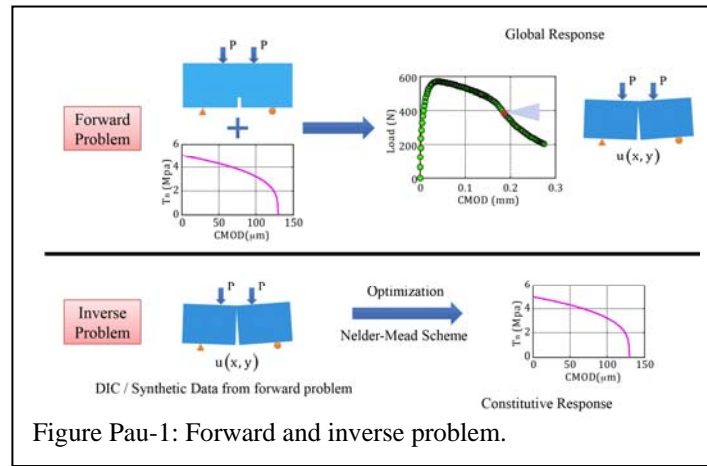 Global Response
P P
Forward
Problem
+
6
4
2
0
Tn (Mpa)
0 50 100 150
CMOD(μm)
600
400
200
0
Load (N)
0 0.1 0.2 0.3
CMOD (mm)
P P
u(x, y)
Inverse
Problem
P P
u(x, y)
DIC / Synthetic Data from forward problem
Optimization
Nelder-Mead Scheme
6
4
2
0
Tn (Mpa)
0 50 100 150
CMOD(μm)
Constitutive Response
Figure Pau-1: Forward and inverse problem.